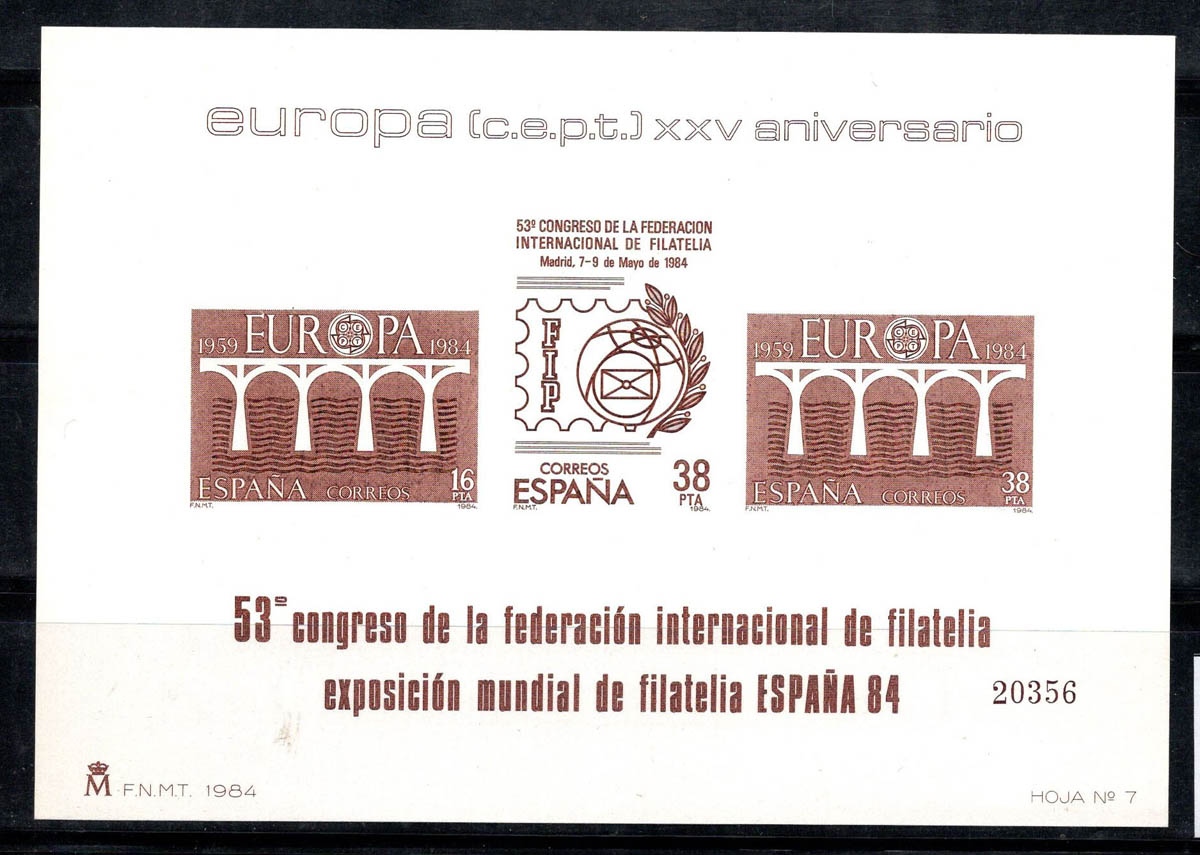 europa (c.e.p.t.) xxv aniversario
53º CONGRESO DE LA FEDERACION
INTERNACIONAL DE FILATELIA
Madrid, 7-9 de Mayo de 1984
1959 EUROPA 1984
CEPT
16
PTA
ESPAÑA CORREOS
F.N.M.T. 1984.
FIP
CORREOS
ESPAÑA
38
PTA
F.N.M.T. 1984.
1959 EUROPA 1984
CEPT
38
PTA
ESPAÑA CORREOS
F.N.M.T. 1984.
53º congreso de la federación internacional de filatelia
exposición mundial de filatelia ESPAÑA 84
20356
M F.N.M.T. 1984
HOJA Nº 7